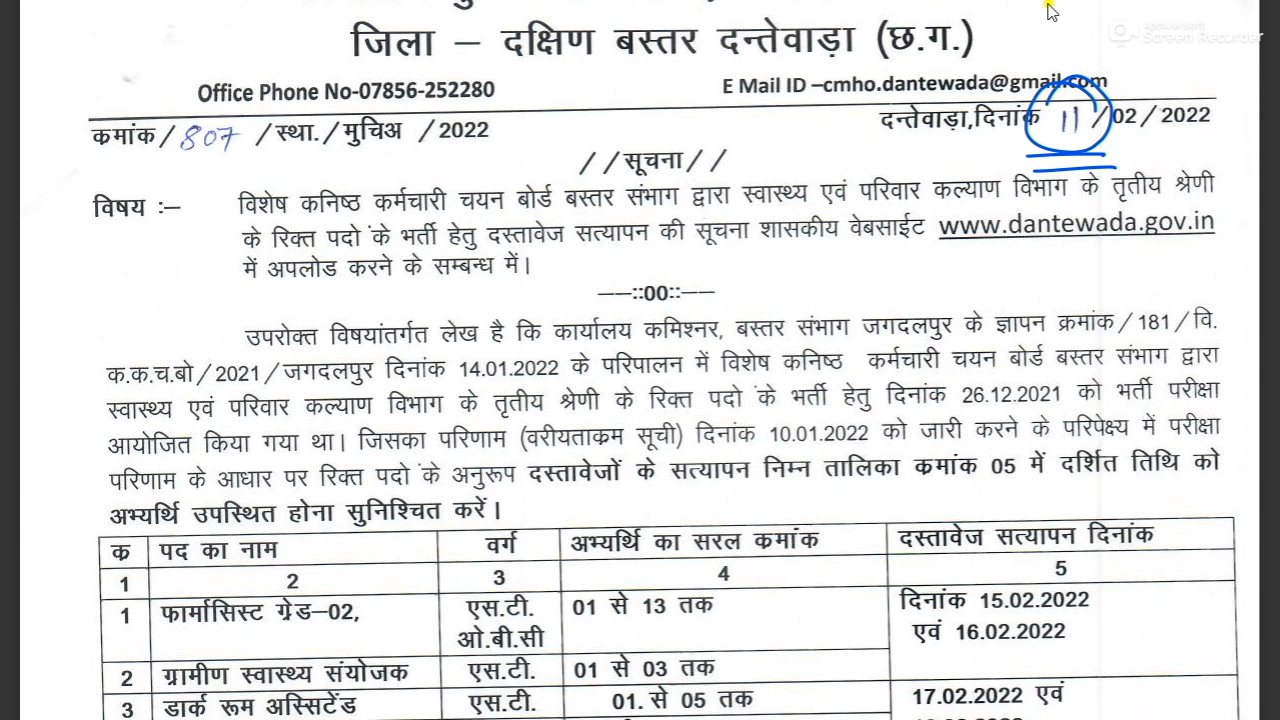 जिला – दक्षिण बस्तर दन्तेवाड़ा (छ.ग.)
Screen Recorder
Office Phone No-07856-252280
E Mail ID –cmho.dantewada@gmail.com
कमांक/807 /स्था./मुचिअ /2022
दन्तेवाड़ा,दिनांक 11/02/2022
//सूचना//
विषय :–
विशेष कनिष्ठ कर्मचारी चयन बोर्ड बस्तर संभाग द्वारा स्वास्थ्य एवं परिवार कल्याण विभाग के तृतीय श्रेणी
के रिक्त पदो के भर्ती हेतु दस्तावेज सत्यापन की सूचना शासकीय वेबसाईट www.dantewada.gov.in
में अपलोड करने के सम्बन्ध में।
––::00::––
उपरोक्त विषयांतर्गत लेख है कि कार्यालय कमिश्नर, बस्तर संभाग जगदलपुर के ज्ञापन क्रमांक/181/वि.
क.क.च.बो/2021/जगदलपुर दिनांक 14.01.2022 के परिपालन में विशेष कनिष्ठ कर्मचारी चयन बोर्ड बस्तर संभाग द्वारा
स्वास्थ्य एवं परिवार कल्याण विभाग के तृतीय श्रेणी के रिक्त पदो के भर्ती हेतु दिनांक 26.12.2021 को भर्ती परीक्षा
आयोजित किया गया था। जिसका परिणाम (वरीयताक्रम सूची) दिनांक 10.01.2022 को जारी करने के परिपेक्ष्य में परीक्षा
परिणाम के आधार पर रिक्त पदो के अनुरूप दस्तावेजों के सत्यापन निम्न तालिका कमांक 05 में दर्शित तिथि को
अभ्यर्थि उपस्थित होना सुनिश्चित करें।
क पद का नाम वर्ग अभ्यर्थि का सरल कमांक दस्तावेज सत्यापन दिनांक
1 2 3 4 5
1 फार्मासिस्ट ग्रेड–02, एस.टी. 01 से 13 तक दिनांक 15.02.2022
ओ.बी.सी एवं 16.02.2022
2 ग्रामीण स्वास्थ्य संयोजक एस.टी. 01 से 03 तक
3 डार्क रूम अस्सिटेंड एस.टी. 01. से 05 तक 17.02.2022 एवं